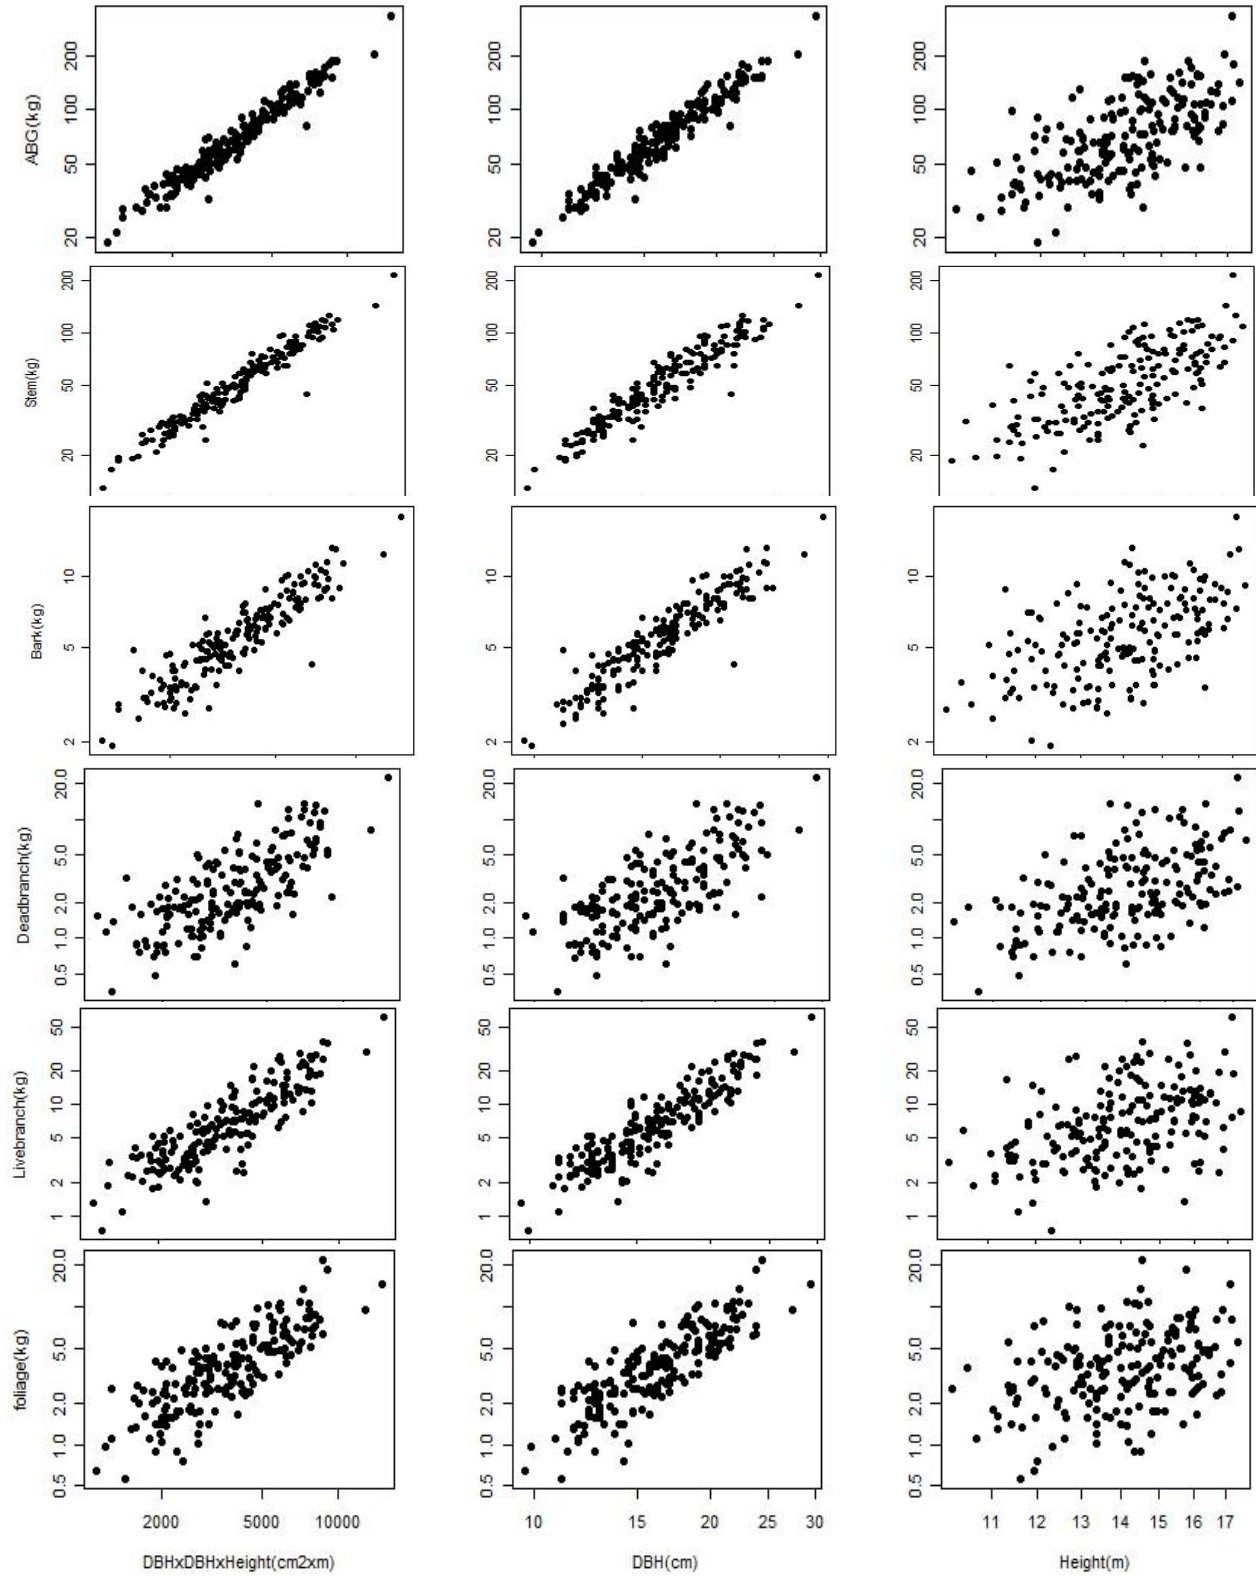 ABG(kg)
200 200 200
100 100 100
50 50 50
20 20 20
Stem(kg)
200 200 200
100 100 100
50 50 50
20 20 20
Bark(kg)
10 10 10
5 5 5
2 2 2
Deadbranch(kg)
20.0 20.0 20.0
5.0 5.0 5.0
2.0 2.0 2.0
1.0 1.0 1.0
0.5 0.5 0.5
Livebranch(kg)
50 50 50
20 20 20
10 10 10
5 5 5
2 2 2
1 1 1
foliage(kg)
20.0 20.0 20.0
5.0 5.0 5.0
2.0 2.0 2.0
1.0 1.0 1.0
0.5 0.5 0.5
2000 5000 10000 10 15 20 25 30 11 12 13 14 15 16 17
DBHxDBHxHeight(cm2xm) DBH(cm) Height(m)